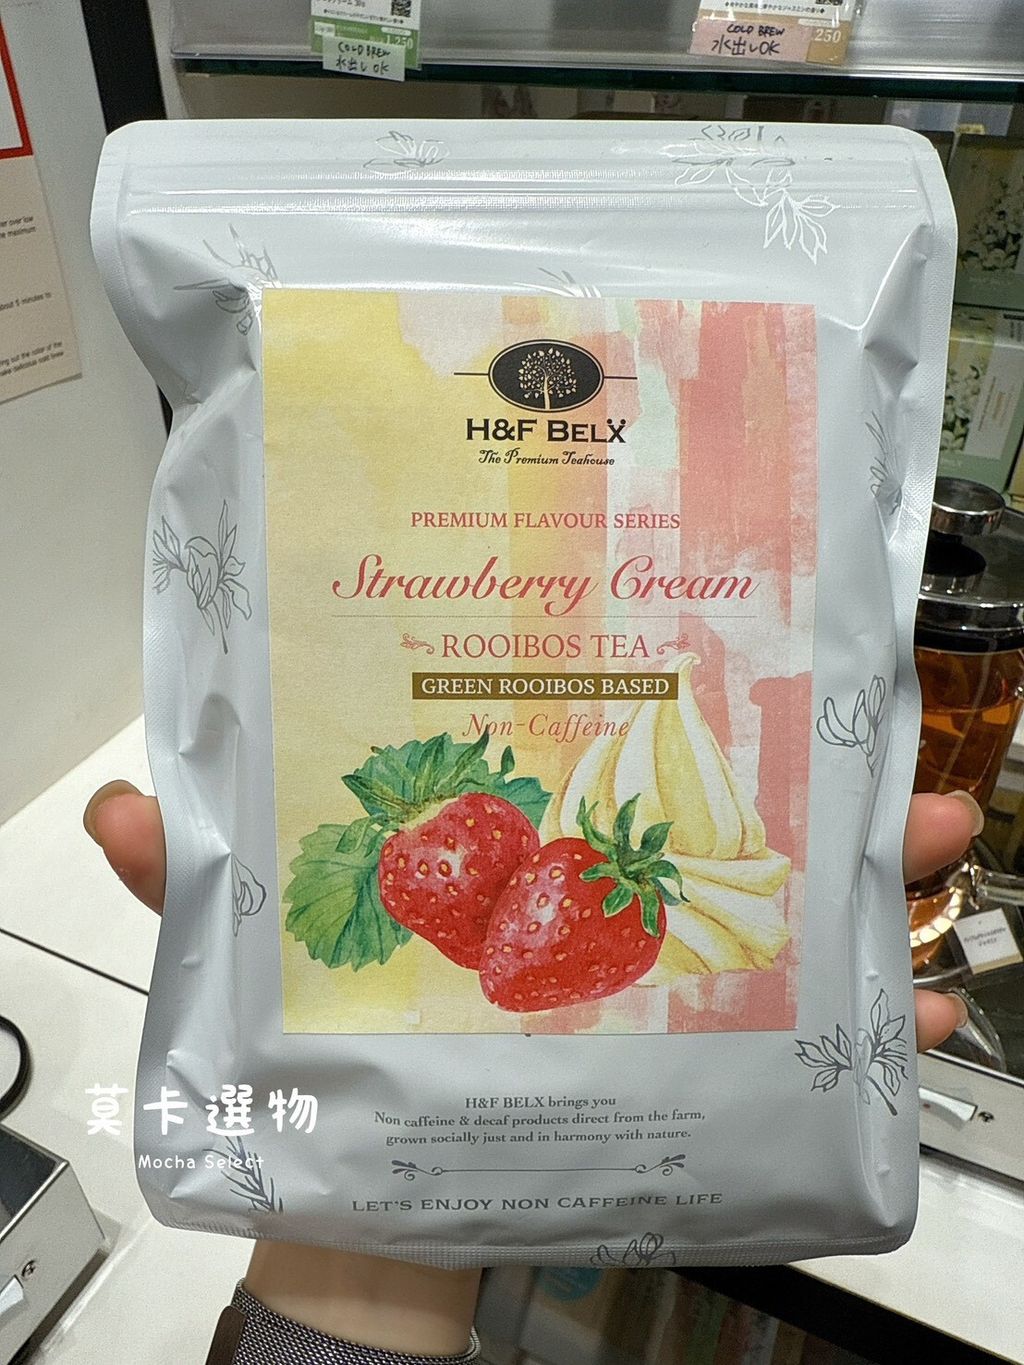 COLD BREW
水出しOK
1,250
COLD BREW
水出しOK
250
H&F BELX
The Premium Teahouse
PREMIUM FLAVOUR SERIES
Strawberry Cream
ROOIBOS TEA
GREEN ROOIBOS BASED
Non-Caffeine
H&F BELX brings you
Non caffeine & decaf products direct from the farm,
grown socially just and in harmony with nature.
LET'S ENJOY NON CAFFEINE LIFE
莫卡選物
Mocha Select